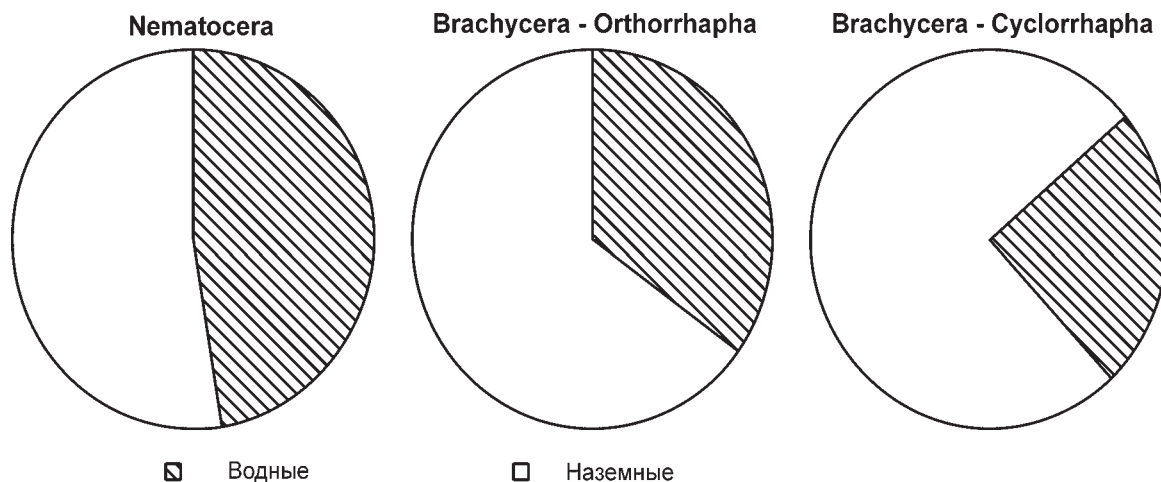 Nematocera
Brachycera - Orthorrhapha
Brachycera - Cyclorrhapha
Водные
Наземные